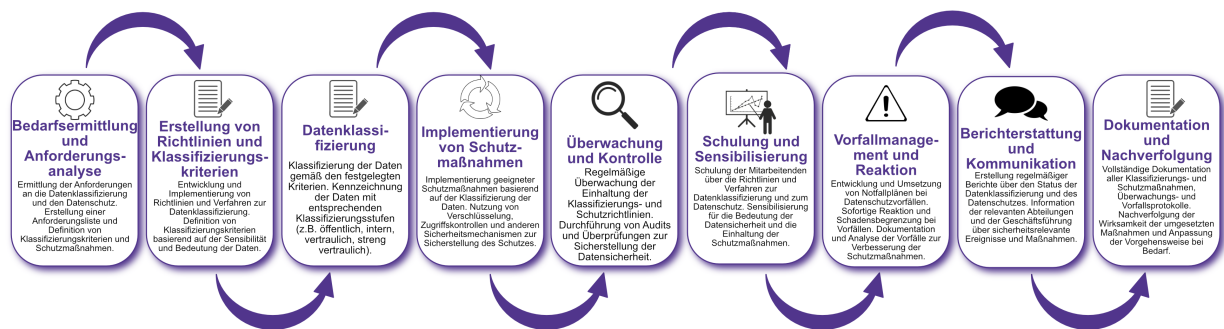 Bedarfsermittlung
und
Anforderungs-
analyse
Ermittlung der Anforderungen
an die Datenklassifizierung
und den Datenschutz.
Erstellung einer
Anforderungsliste und
Definition von
Klassifizierungskriterien und
Schutzmaßnahmen.
Erstellung von
Richtlinien und
Klassifizierungs-
kriterien
Entwicklung und
Implementierung von
Richtlinien und Verfahren zur
Datenklassifizierung.
Definition von
Klassifizierungskriterien
basierend auf der Sensibilität
und Bedeutung der Daten.
Datenklassi-
fizierung
Klassifizierung der Daten
gemäß den festgelegten
Kriterien. Kennzeichnung
der Daten mit
entsprechenden
Klassifizierungsstufen
(z.B. öffentlich, intern,
vertraulich, streng
vertraulich).
Implementierung
von Schutz-
maßnahmen
Implementierung geeigneter
Schutzmaßnahmen basierend
auf der Klassifizierung der
Daten. Nutzung von
Verschlüsselung,
Zugriffskontrollen und anderen
Sicherheitsmechanismen zur
Sicherstellung des Schutzes.
Überwachung
und Kontrolle
Regelmäßige
Überwachung der
Einhaltung der
Klassifizierungs- und
Schutzrichtlinien.
Durchführung von Audits
und Überprüfungen zur
Sicherstellung der
Datensicherheit.
Schulung und
Sensibilisierung
Schulung der Mitarbeitenden
über die Richtlinien und
Verfahren zur
Datenklassifizierung und zum
Datenschutz. Sensibilisierung
für die Bedeutung der
Datensicherheit und die
Einhaltung der
Schutzmaßnahmen.
Vorfallmanage-
ment und
Reaktion
Entwicklung und Umsetzung
von Notfallplänen bei
Datenschutzvorfällen.
Sofortige Reaktion und
Schadensbegrenzung bei
Vorfällen. Dokumentation
und Analyse der Vorfälle zur
Verbesserung der
Schutzmaßnahmen.
Berichterstattung
und
Kommunikation
Erstellung regelmäßiger
Berichte über den Status der
Datenklassifizierung und des
Datenschutzes. Information
der relevanten Abteilungen
und der Geschäftsführung
über sicherheitsrelevante
Ereignisse und Maßnahmen.
Dokumentation
und
Nachverfolgung
Vollständige Dokumentation
aller Klassifizierungs- und
Schutzmaßnahmen,
Überwachungs- und
Vorfallsprotokolle.
Nachverfolgung der
Wirksamkeit der umgesetzten
Maßnahmen und Anpassung
der Vorgehensweise bei
Bedarf.